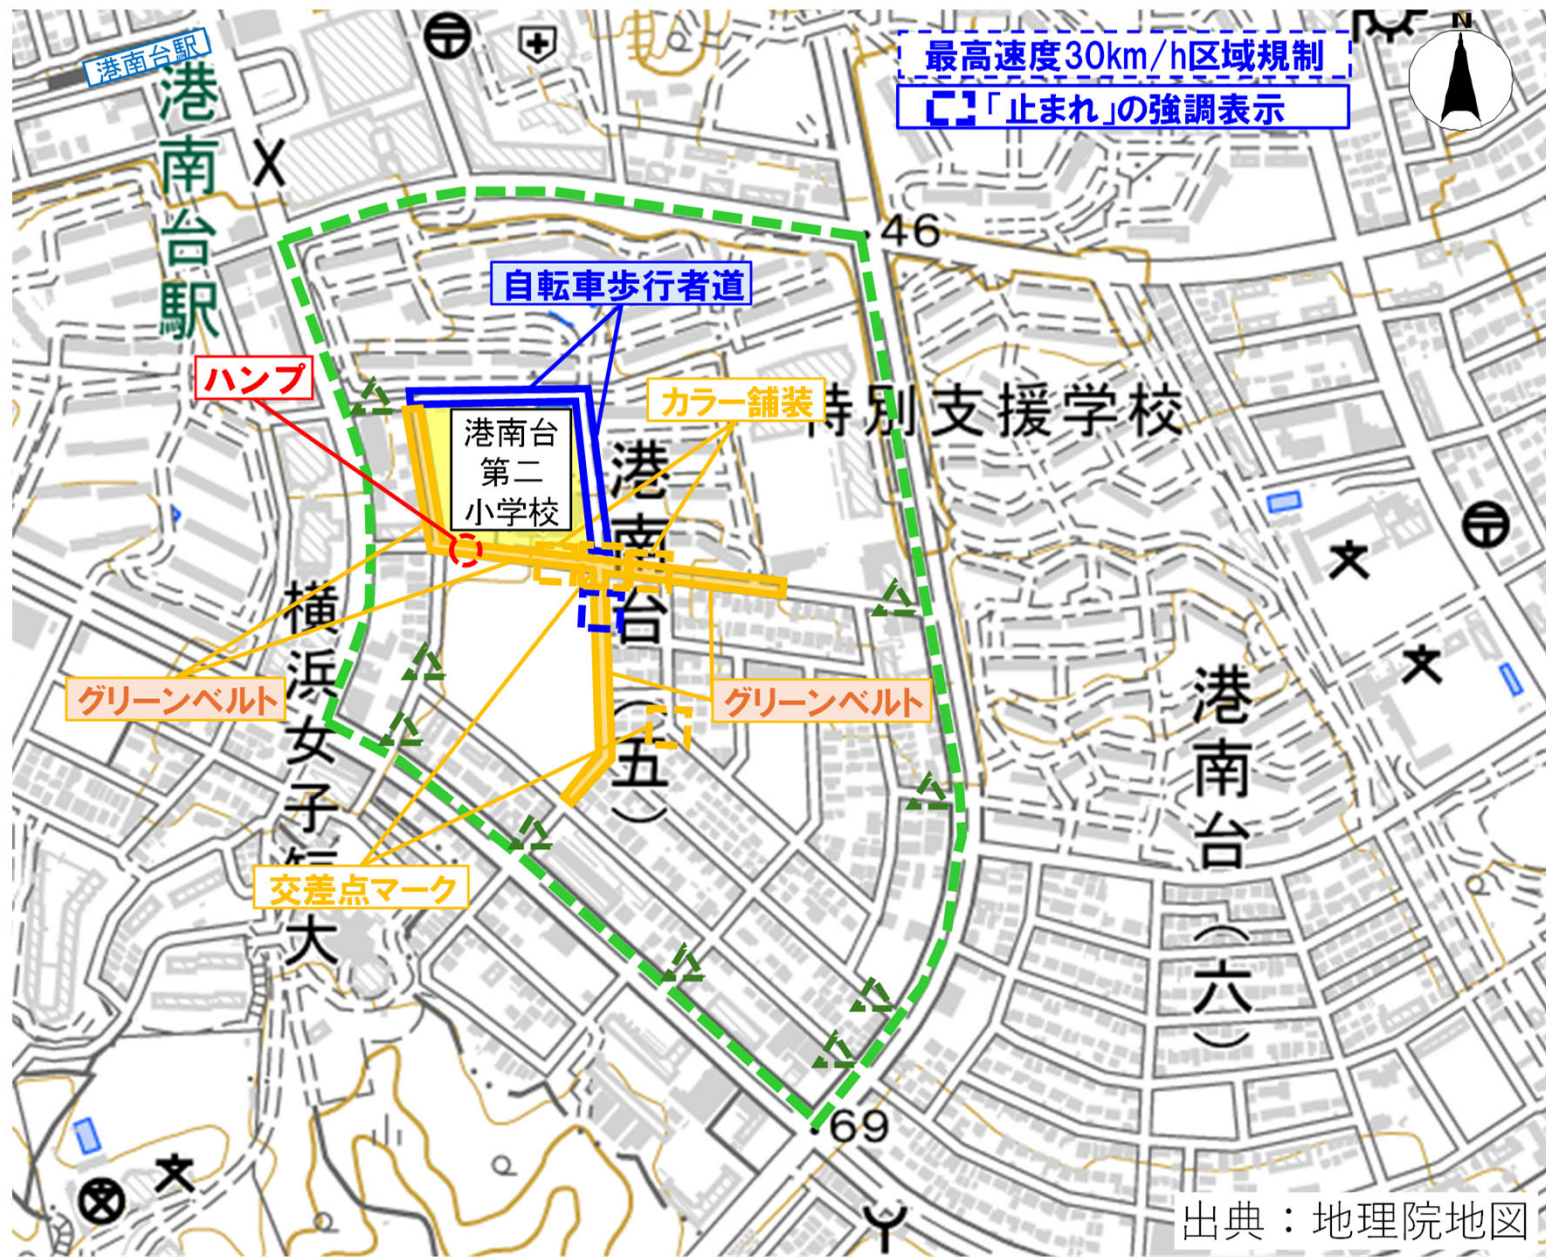 港南台駅
港南台駅
最高速度30km/h区域規制
「止まれ」の強調表示
N
46
自転車歩行者道
ハンプ
カラー舗装
特別支援学校
港南台
第二
小学校
港南台(五)
横浜女子短大
グリーンベルト
グリーンベルト
港南台(六)
交差点マーク
69
出典：地理院地図